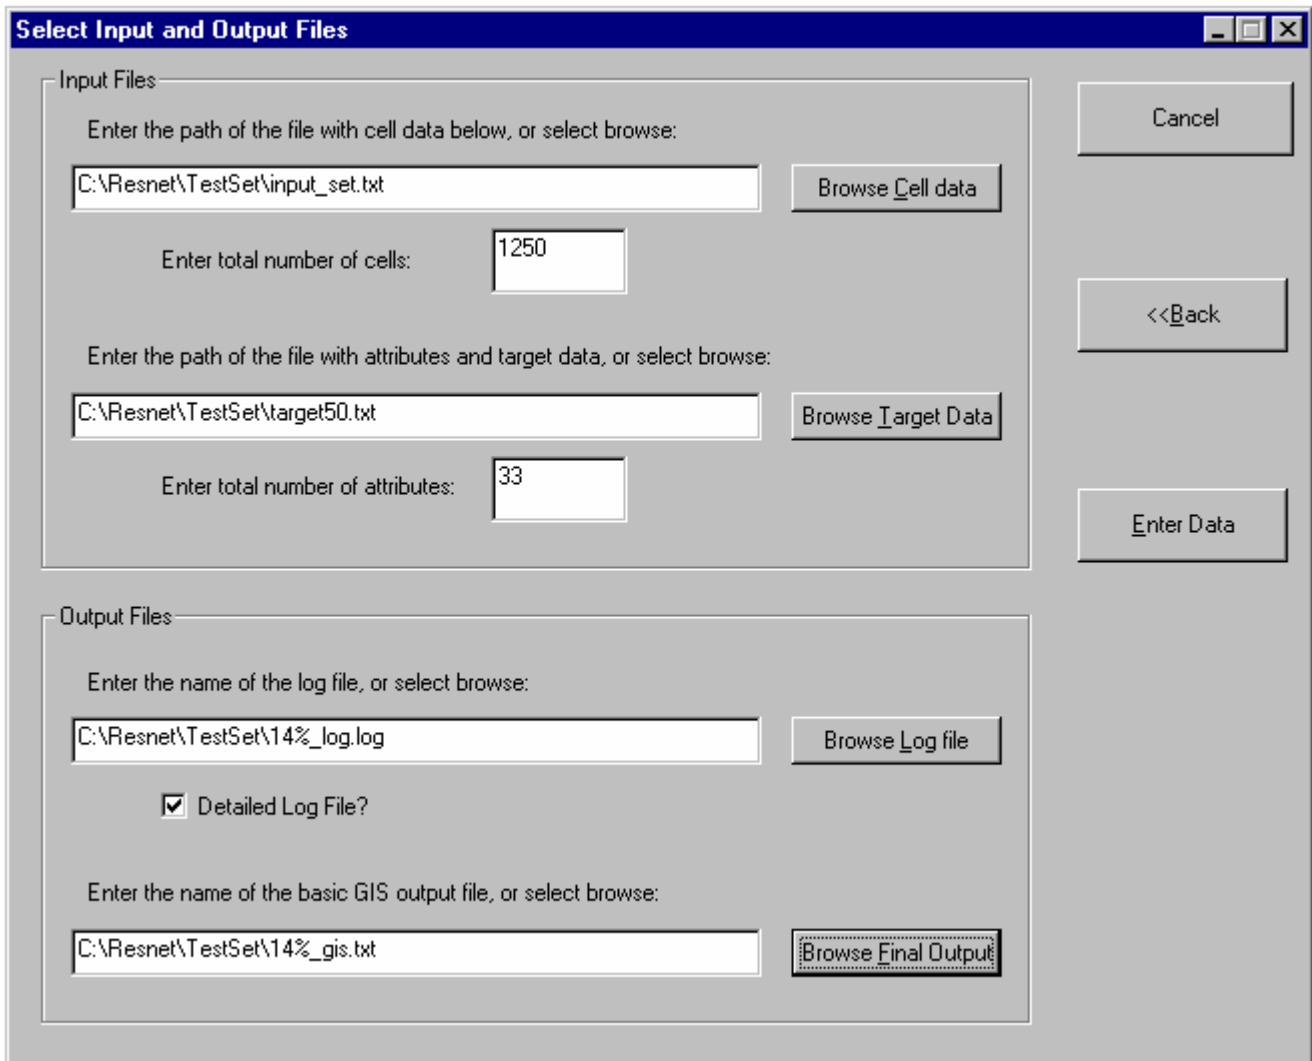 Select Input and Output Files
Input Files
Enter the path of the file with cell data below, or select browse:
C:\Resnet\TestSet\input_set.txt
Browse Cell data
Enter total number of cells:
1250
Enter the path of the file with attributes and target data, or select browse:
C:\Resnet\TestSet\target50.txt
Browse Target Data
Enter total number of attributes:
33
Cancel
<<Back
Enter Data
Output Files
Enter the name of the log file, or select browse:
C:\Resnet\TestSet\14%_log.log
Browse Log file
Detailed Log File?
Enter the name of the basic GIS output file, or select browse:
C:\Resnet\TestSet\14%_gis.txt
Browse Final Output